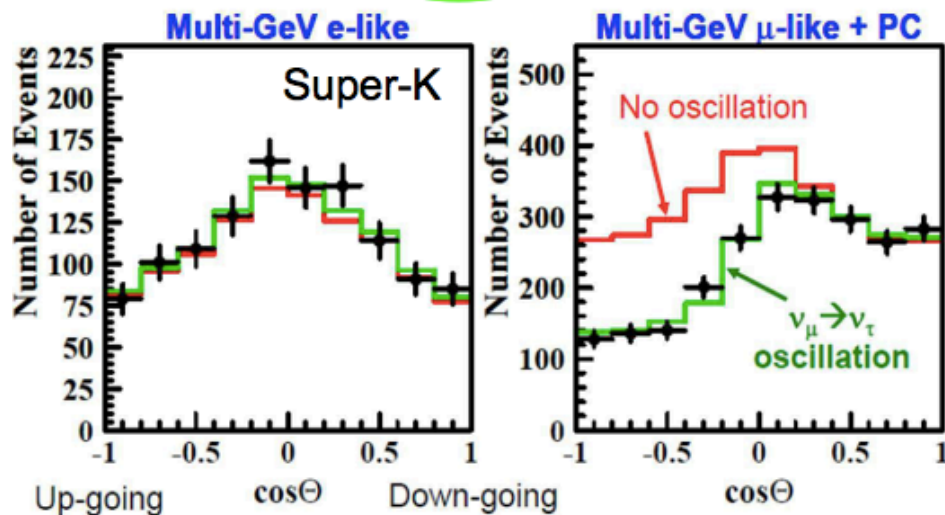 Multi-GeV e-like
Number of Events
225
200
175
150
125
100
75
50
25
0
Super-K
-1 -0.5 0 0.5 1
Up-going cosΘ Down-going
Multi-GeV μ-like + PC
Number of Events
500
400
300
200
100
0
No oscillation
νμ→ντ
oscillation
-1 -0.5 0 0.5 1
cosΘ